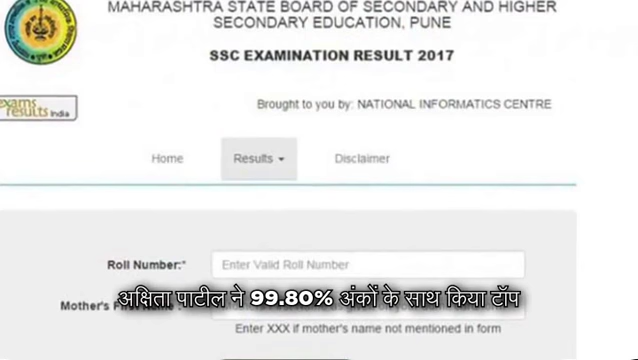 MAHARASHTRA STATE BOARD OF SECONDARY AND HIGHER
SECONDARY EDUCATION, PUNE
SSC EXAMINATION RESULT 2017
exams
results India
Brought to you by: NATIONAL INFORMATICS CENTRE
Home Results Disclaimer
Roll Number:* Enter Valid Roll Number
Mother's First
अक्षिता पाटील ने 99.80% अंकों के साथ किया टॉप
Enter XXX if mother's name not mentioned in form